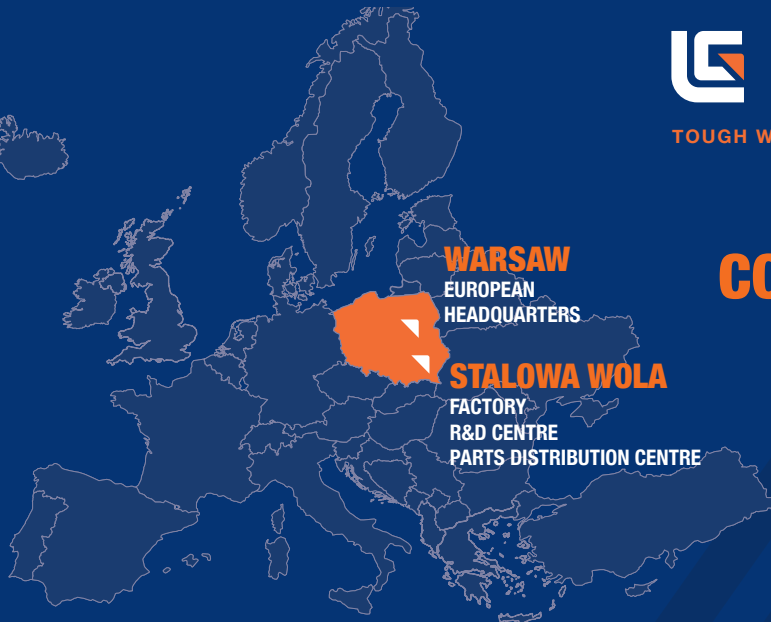 TOUGH W
WARSAW
EUROPEAN
HEADQUARTERS
CO
STALOWA WOLA
FACTORY
R&D CENTRE
PARTS DISTRIBUTION CENTRE